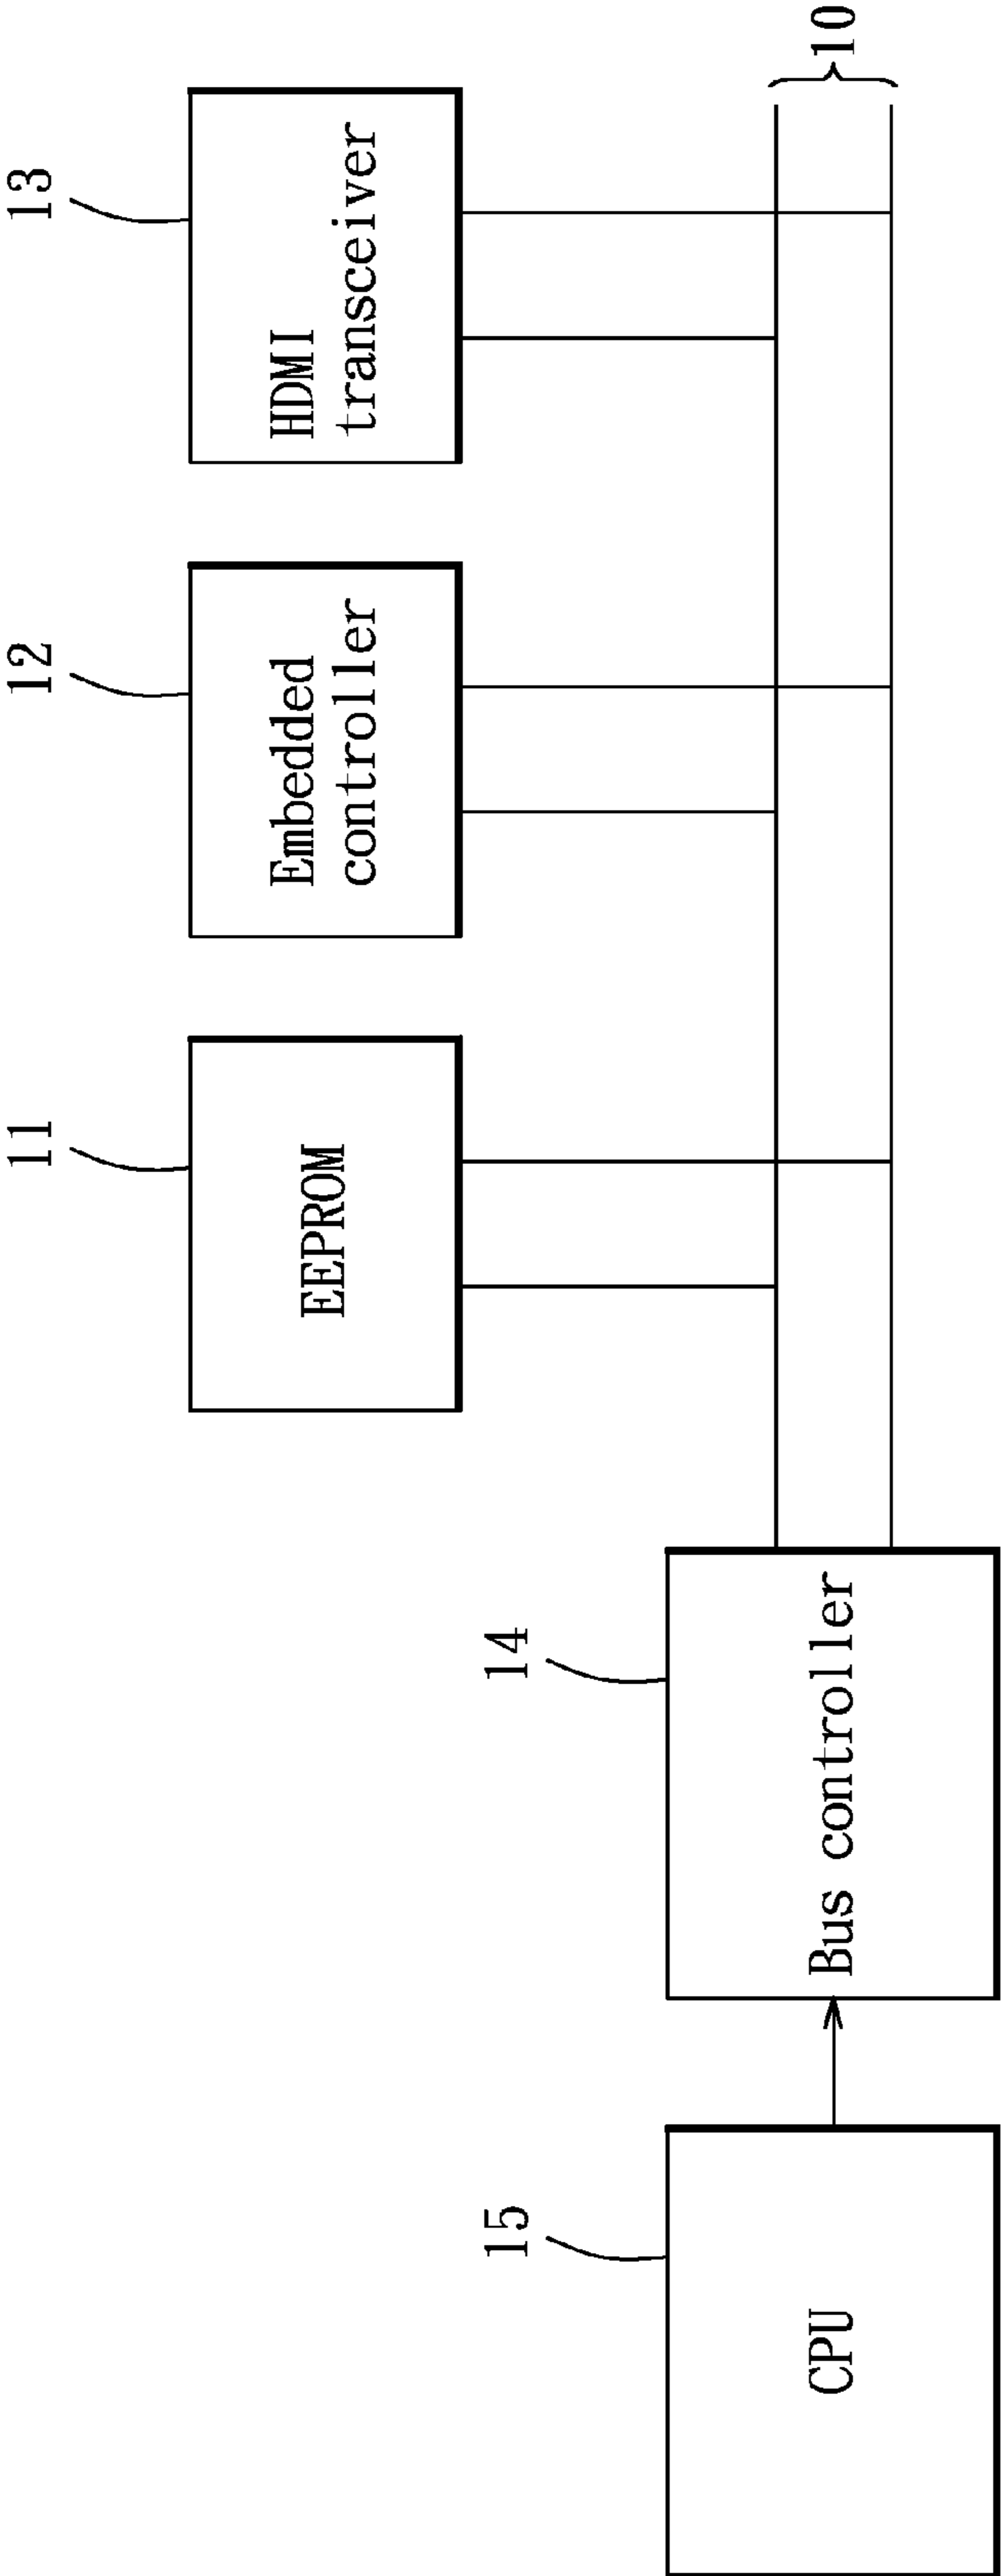 11
12
13
EEPROM
Embedded
controller
HDMI
transceiver
15
14
CPU
Bus controller
10